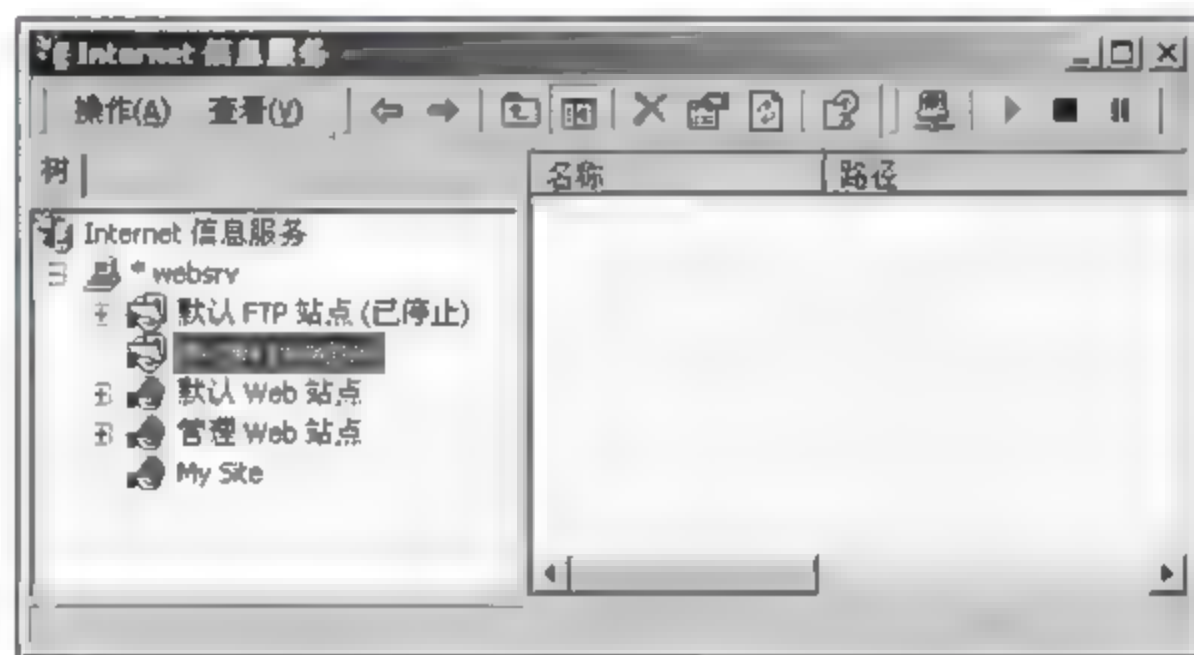 Internet 信息服务
操作(A) 查看(V)
树
名称 路径
Internet 信息服务
* websrv
默认 FTP 站点 (已停止)
默认 Web 站点
管理 Web 站点
My Site